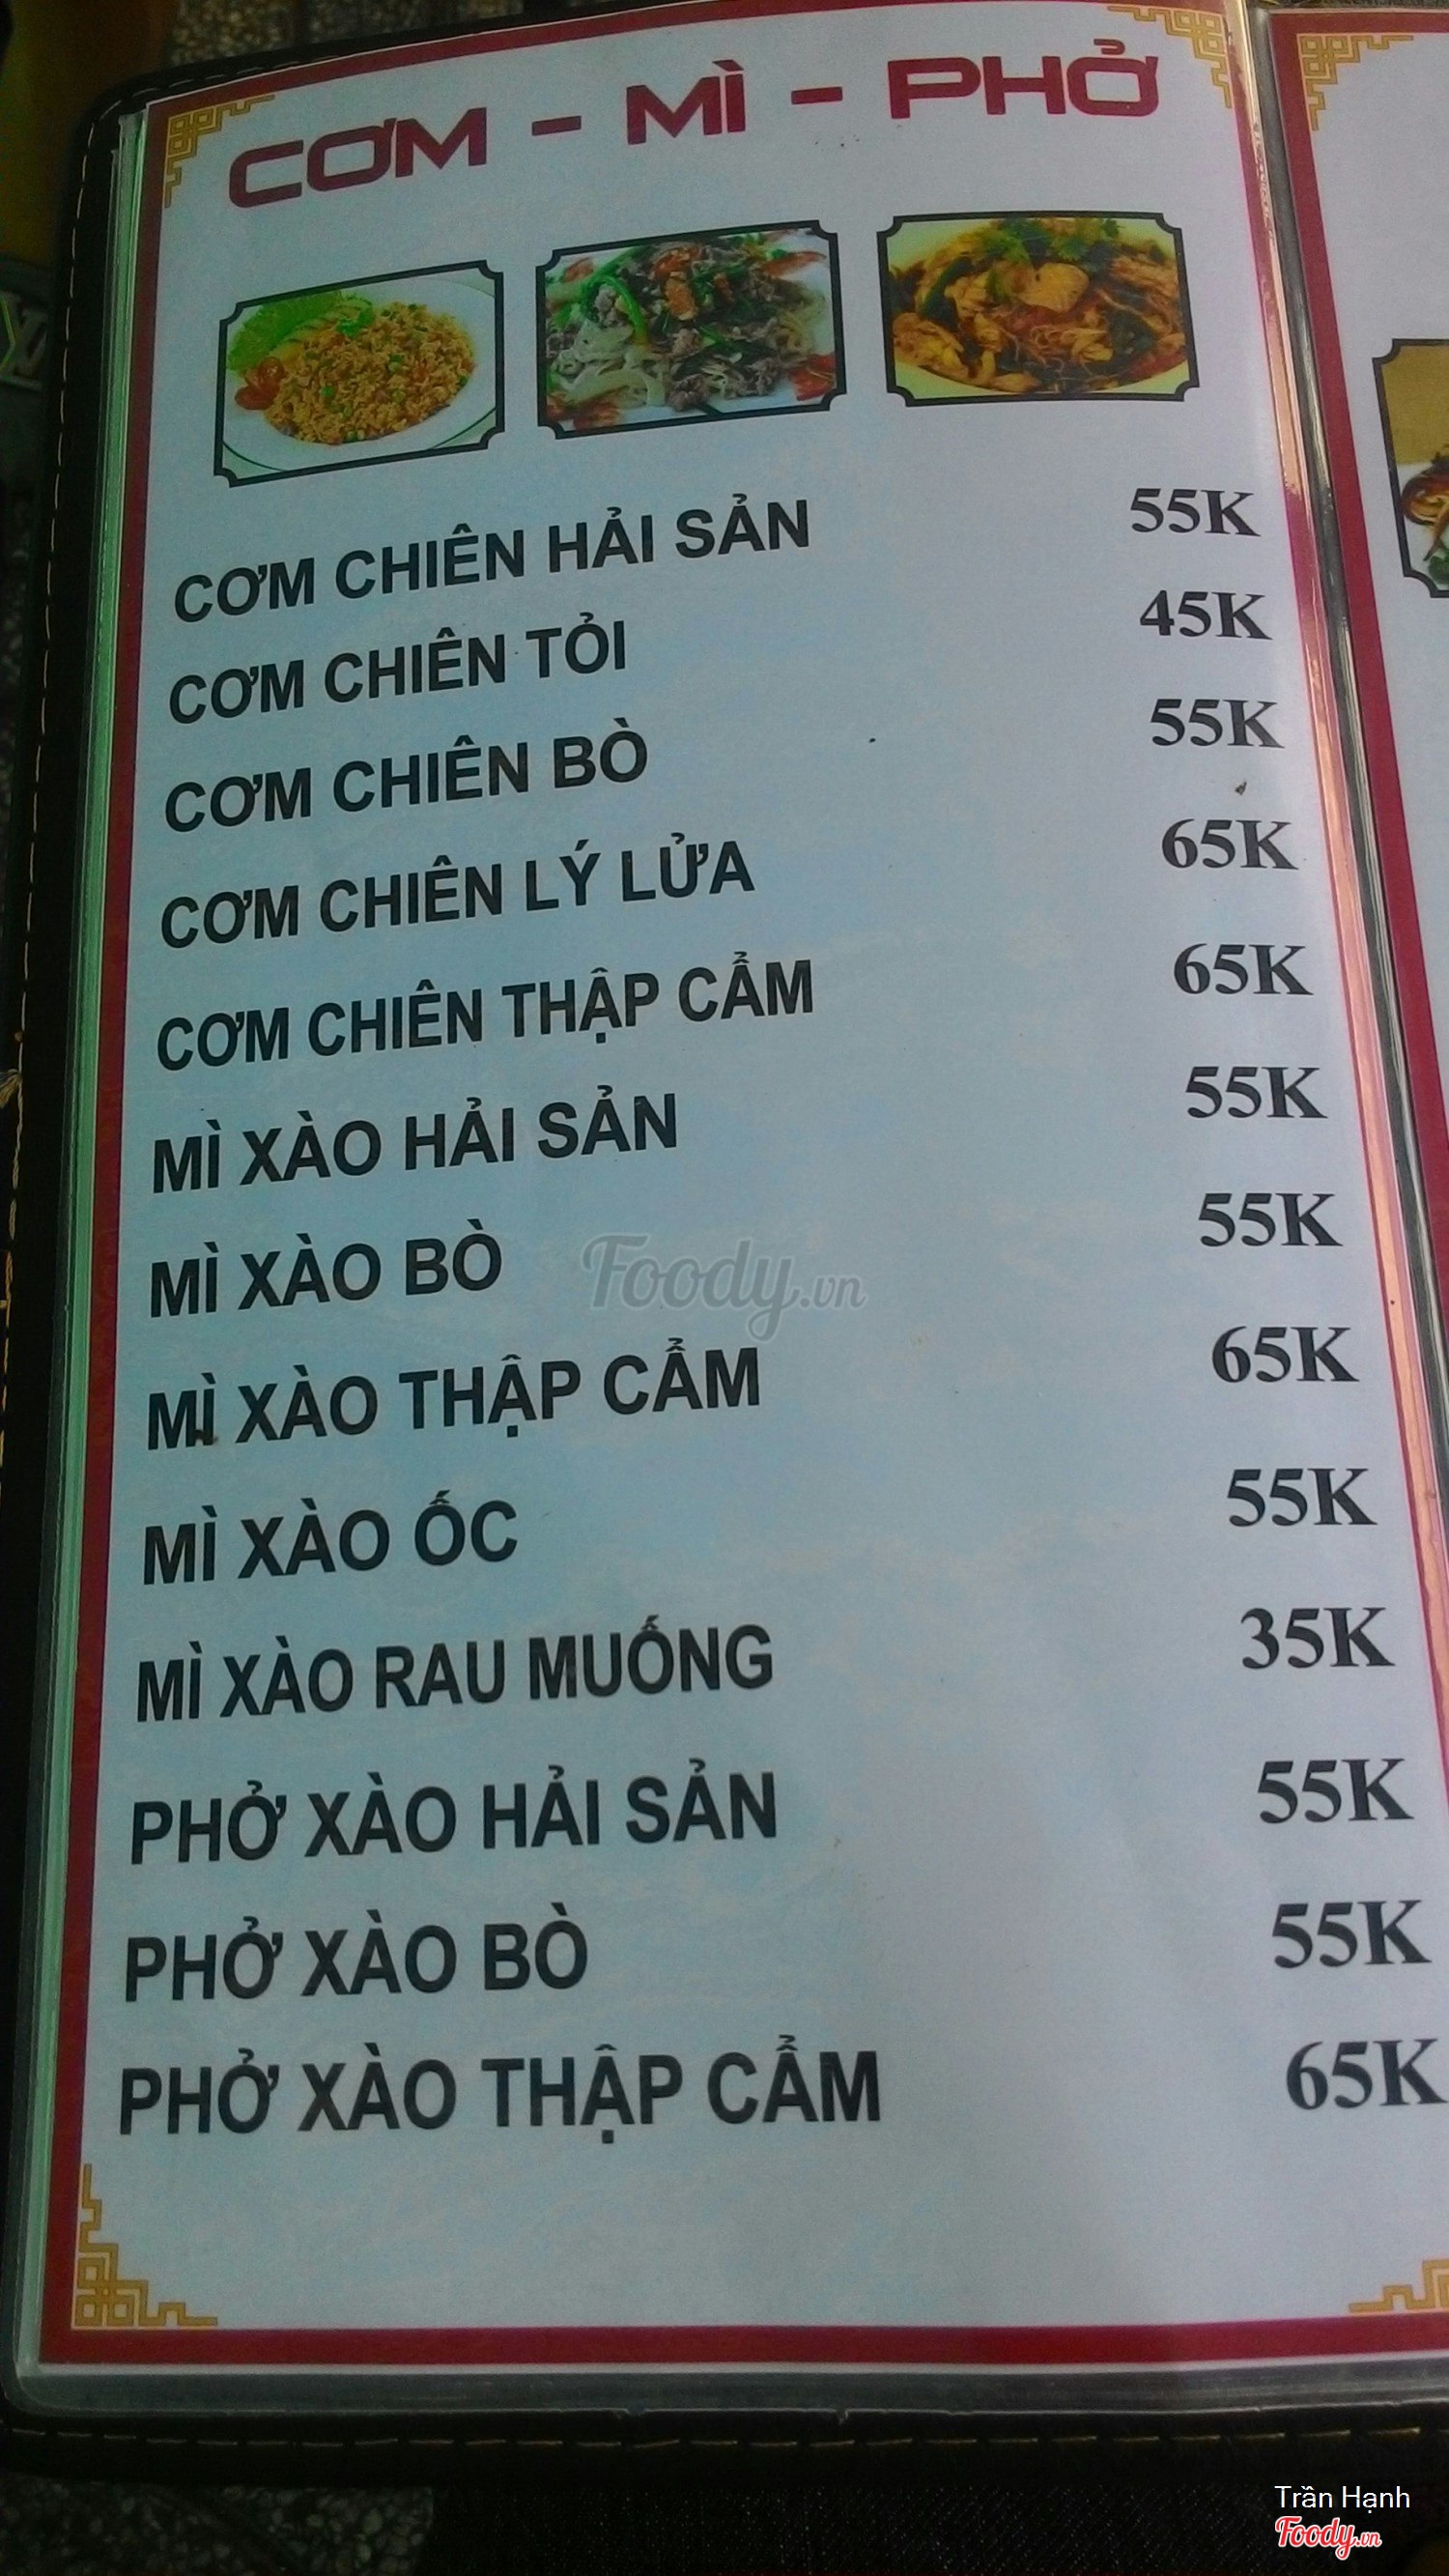 CƠM - MÌ - PHỞ
CƠM CHIÊN HẢI SẢN 55K
CƠM CHIÊN TỎI 45K
CƠM CHIÊN BÒ 55K
CƠM CHIÊN LÝ LỬA 65K
CƠM CHIÊN THẬP CẨM 65K
MÌ XÀO HẢI SẢN 55K
MÌ XÀO BÒ 55K
MÌ XÀO THẬP CẨM 65K
MÌ XÀO ỐC 55K
MÌ XÀO RAU MUỐNG 35K
PHỞ XÀO HẢI SẢN 55K
PHỞ XÀO BÒ 55K
PHỞ XÀO THẬP CẨM 65K
Foody.vn
Trần Hạnh
Foody.vn